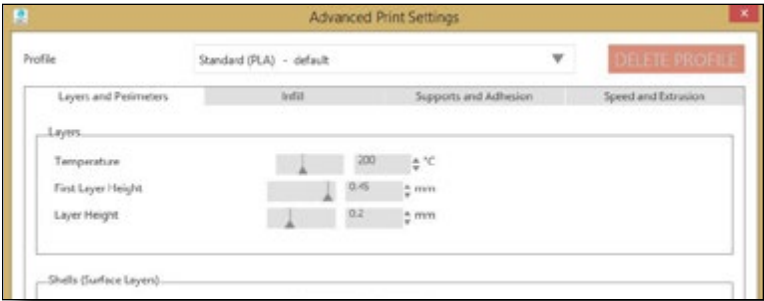 Advanced Print Settings
Profile Standard (PLA) - default DELETE PROFILE
Layers and Perimeters Infill Supports and Adhesion Speed and Extrusion
Layers
Temperature 200 °C
First Layer Height 0.45 mm
Layer Height 0.2 mm
Shells (Surface Layers)